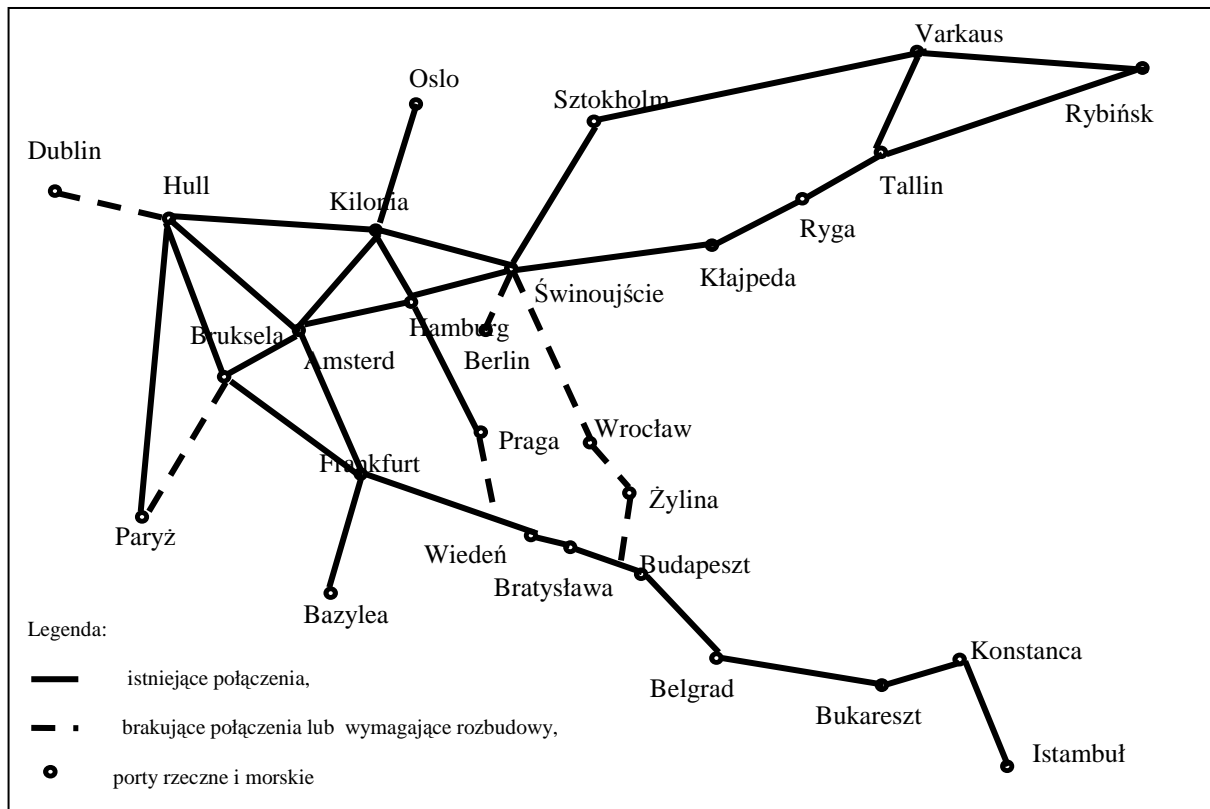 Varkaus
Oslo
Sztokholm
Rybińsk
Dublin
Hull
Tallin
Kilonia
Ryga
Kłajpeda
Świnoujście
Bruksela
Hamburg
Amsterd
Berlin
Wrocław
Praga
Frankfurt
Żylina
Paryż
Wiedeń
Budapeszt
Bratysława
Bazylea
Legenda:
Konstanca
istniejące połączenia,
Belgrad
Bukareszt
brakujące połączenia lub wymagające rozbudowy,
Istambuł
porty rzeczne i morskie